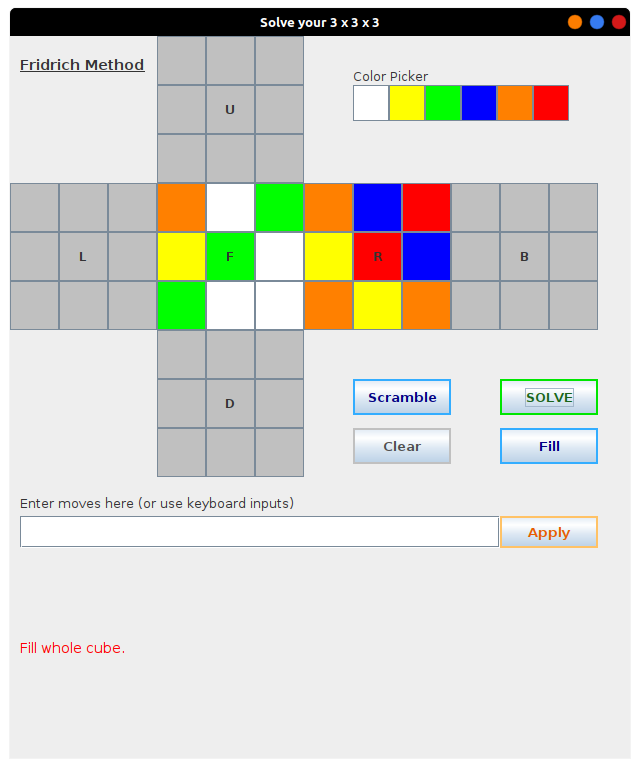 Solve your 3 x 3 x 3
Fridrich Method
Color Picker
U
L
F
R
B
D
Scramble
SOLVE
Clear
Fill
Enter moves here (or use keyboard inputs)
Apply
Fill whole cube.